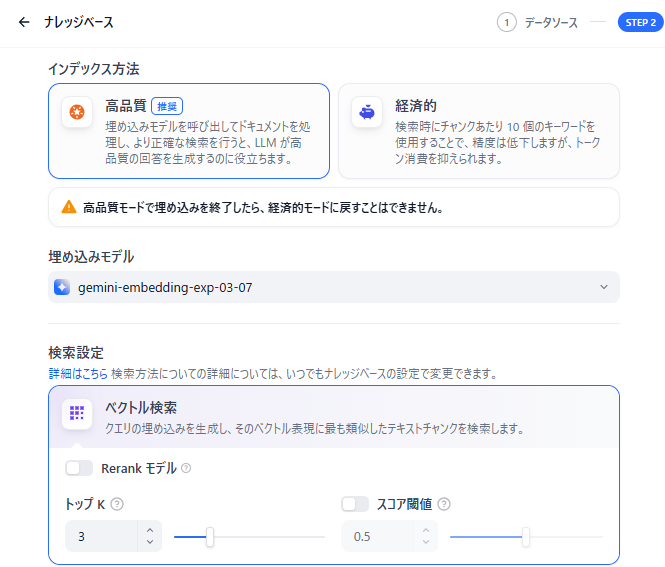 ナレッジベース
1 データソース
STEP 2
インデックス方法
高品質 推奨
埋め込みモデルを呼び出してドキュメントを処
理し、より正確な検索を行うと、LLM が高
品質の回答を生成するのに役立ちます。
経済的
検索時にチャンクあたり 10 個のキーワードを
使用することで、精度は低下しますが、トーク
ン消費を抑えられます。
高品質モードで埋め込みを終了したら、経済的モードに戻すことはできません。
埋め込みモデル
gemini-embedding-exp-03-07
検索設定
詳細はこちら 検索方法についての詳細については、いつでもナレッジベースの設定で変更できます。
ベクトル検索
クエリの埋め込みを生成し、そのベクトル表現に最も類似したテキストチャンクを検索します。
Rerank モデル ?
トップ K ?
スコア閾値 ?
3
0.5